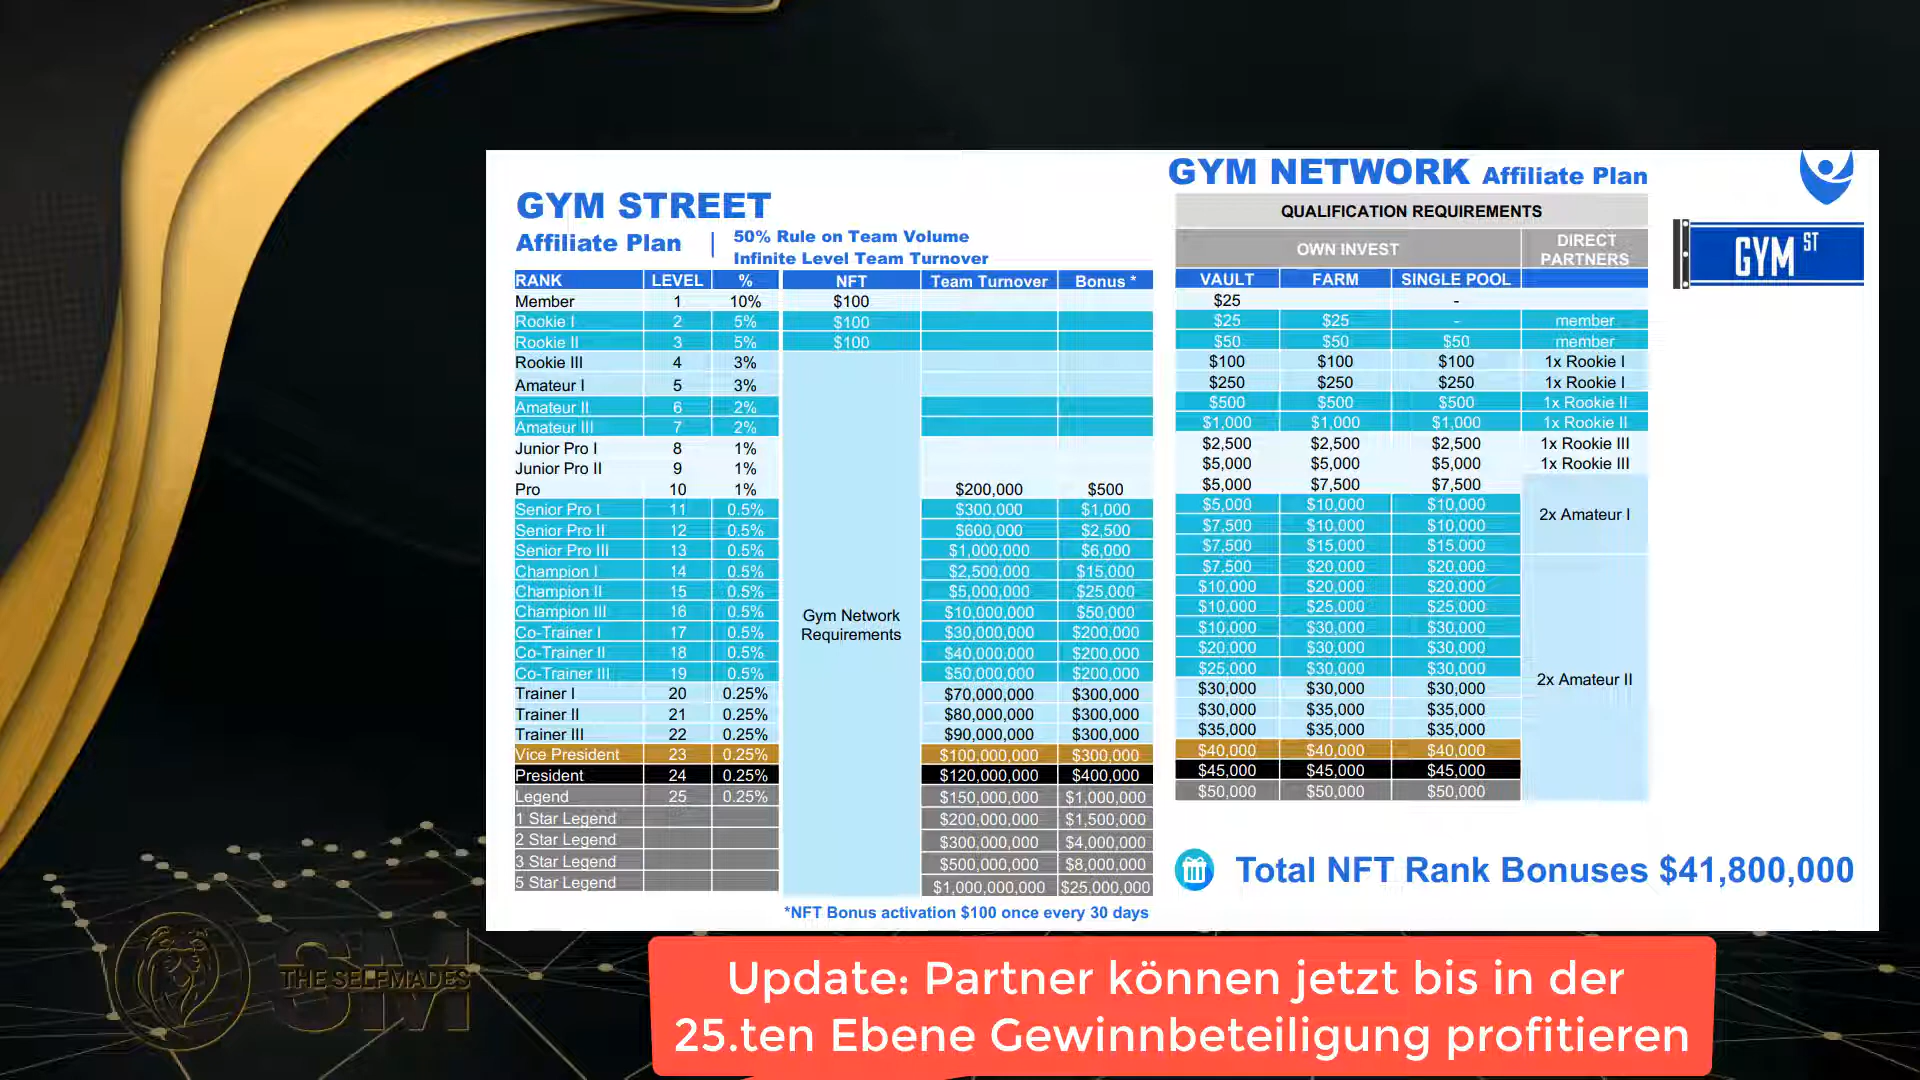 GYM STREET
Affiliate Plan | 50% Rule on Team Volume
Infinite Level Team Turnover
RANK LEVEL % NFT Team Turnover Bonus *
Member 1 10% $100
Rookie I 2 5% $100
Rookie II 3 5% $100
Rookie III 4 3%
Amateur I 5 3%
Amateur II 6 2%
Amateur III 7 2%
Junior Pro I 8 1%
Junior Pro II 9 1%
Pro 10 1% $200,000 $500
Senior Pro I 11 0.5% $300,000 $1,000
Senior Pro II 12 0.5% $600,000 $2,500
Senior Pro III 13 0.5% $1,000,000 $6,000
Champion I 14 0.5% $2,500,000 $15,000
Champion II 15 0.5% $5,000,000 $25,000
Champion III 16 0.5% $10,000,000 $50,000
Co-Trainer I 17 0.5% $30,000,000 $200,000
Co-Trainer II 18 0.5% $40,000,000 $200,000
Co-Trainer III 19 0.5% $50,000,000 $200,000
Trainer I 20 0.25% $70,000,000 $300,000
Trainer II 21 0.25% $80,000,000 $300,000
Trainer III 22 0.25% $90,000,000 $300,000
Vice President 23 0.25% $100,000,000 $300,000
President 24 0.25% $120,000,000 $400,000
Legend 25 0.25% $150,000,000 $1,000,000
1 Star Legend $200,000,000 $1,500,000
2 Star Legend $300,000,000 $4,000,000
3 Star Legend $500,000,000 $8,000,000
5 Star Legend $1,000,000,000 $25,000,000
Gym Network
Requirements
*NFT Bonus activation $100 once every 30 days
GYM NETWORK Affiliate Plan
QUALIFICATION REQUIREMENTS
OWN INVEST DIRECT
PARTNERS
VAULT FARM SINGLE POOL
$25 -
$25 $25 - member
$50 $50 $50 member
$100 $100 $100 1x Rookie I
$250 $250 $250 1x Rookie I
$500 $500 $500 1x Rookie II
$1,000 $1,000 $1,000 1x Rookie II
$2,500 $2,500 $2,500 1x Rookie III
$5,000 $5,000 $5,000 1x Rookie III
$5,000 $7,500 $7,500
$5,000 $10,000 $10,000
2x Amateur I
$7,500 $10,000 $10,000
$7,500 $15,000 $15,000
$7,500 $20,000 $20,000
$10,000 $20,000 $20,000
$10,000 $25,000 $25,000
$10,000 $30,000 $30,000
$20,000 $30,000 $30,000
$25,000 $30,000 $30,000
2x Amateur II
$30,000 $30,000 $30,000
$30,000 $35,000 $35,000
$35,000 $35,000 $35,000
$40,000 $40,000 $40,000
$45,000 $45,000 $45,000
$50,000 $50,000 $50,000
GYM ST
Total NFT Rank Bonuses $41,800,000
SM
THE SELFMADES
Update: Partner können jetzt bis in der
25.ten Ebene Gewinnbeteiligung profitieren